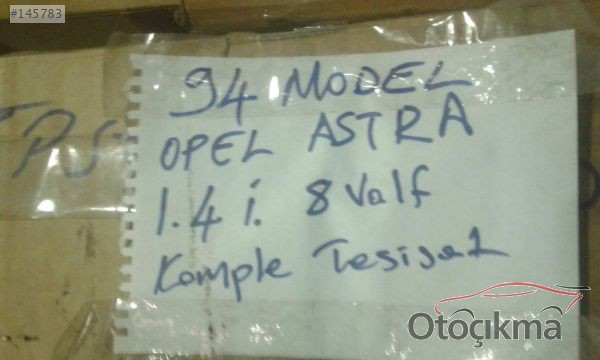 #145783
94 MODEL
OPEL ASTRA
1.4 i. 8 Valf
Komple Tesisat
Otoçıkma